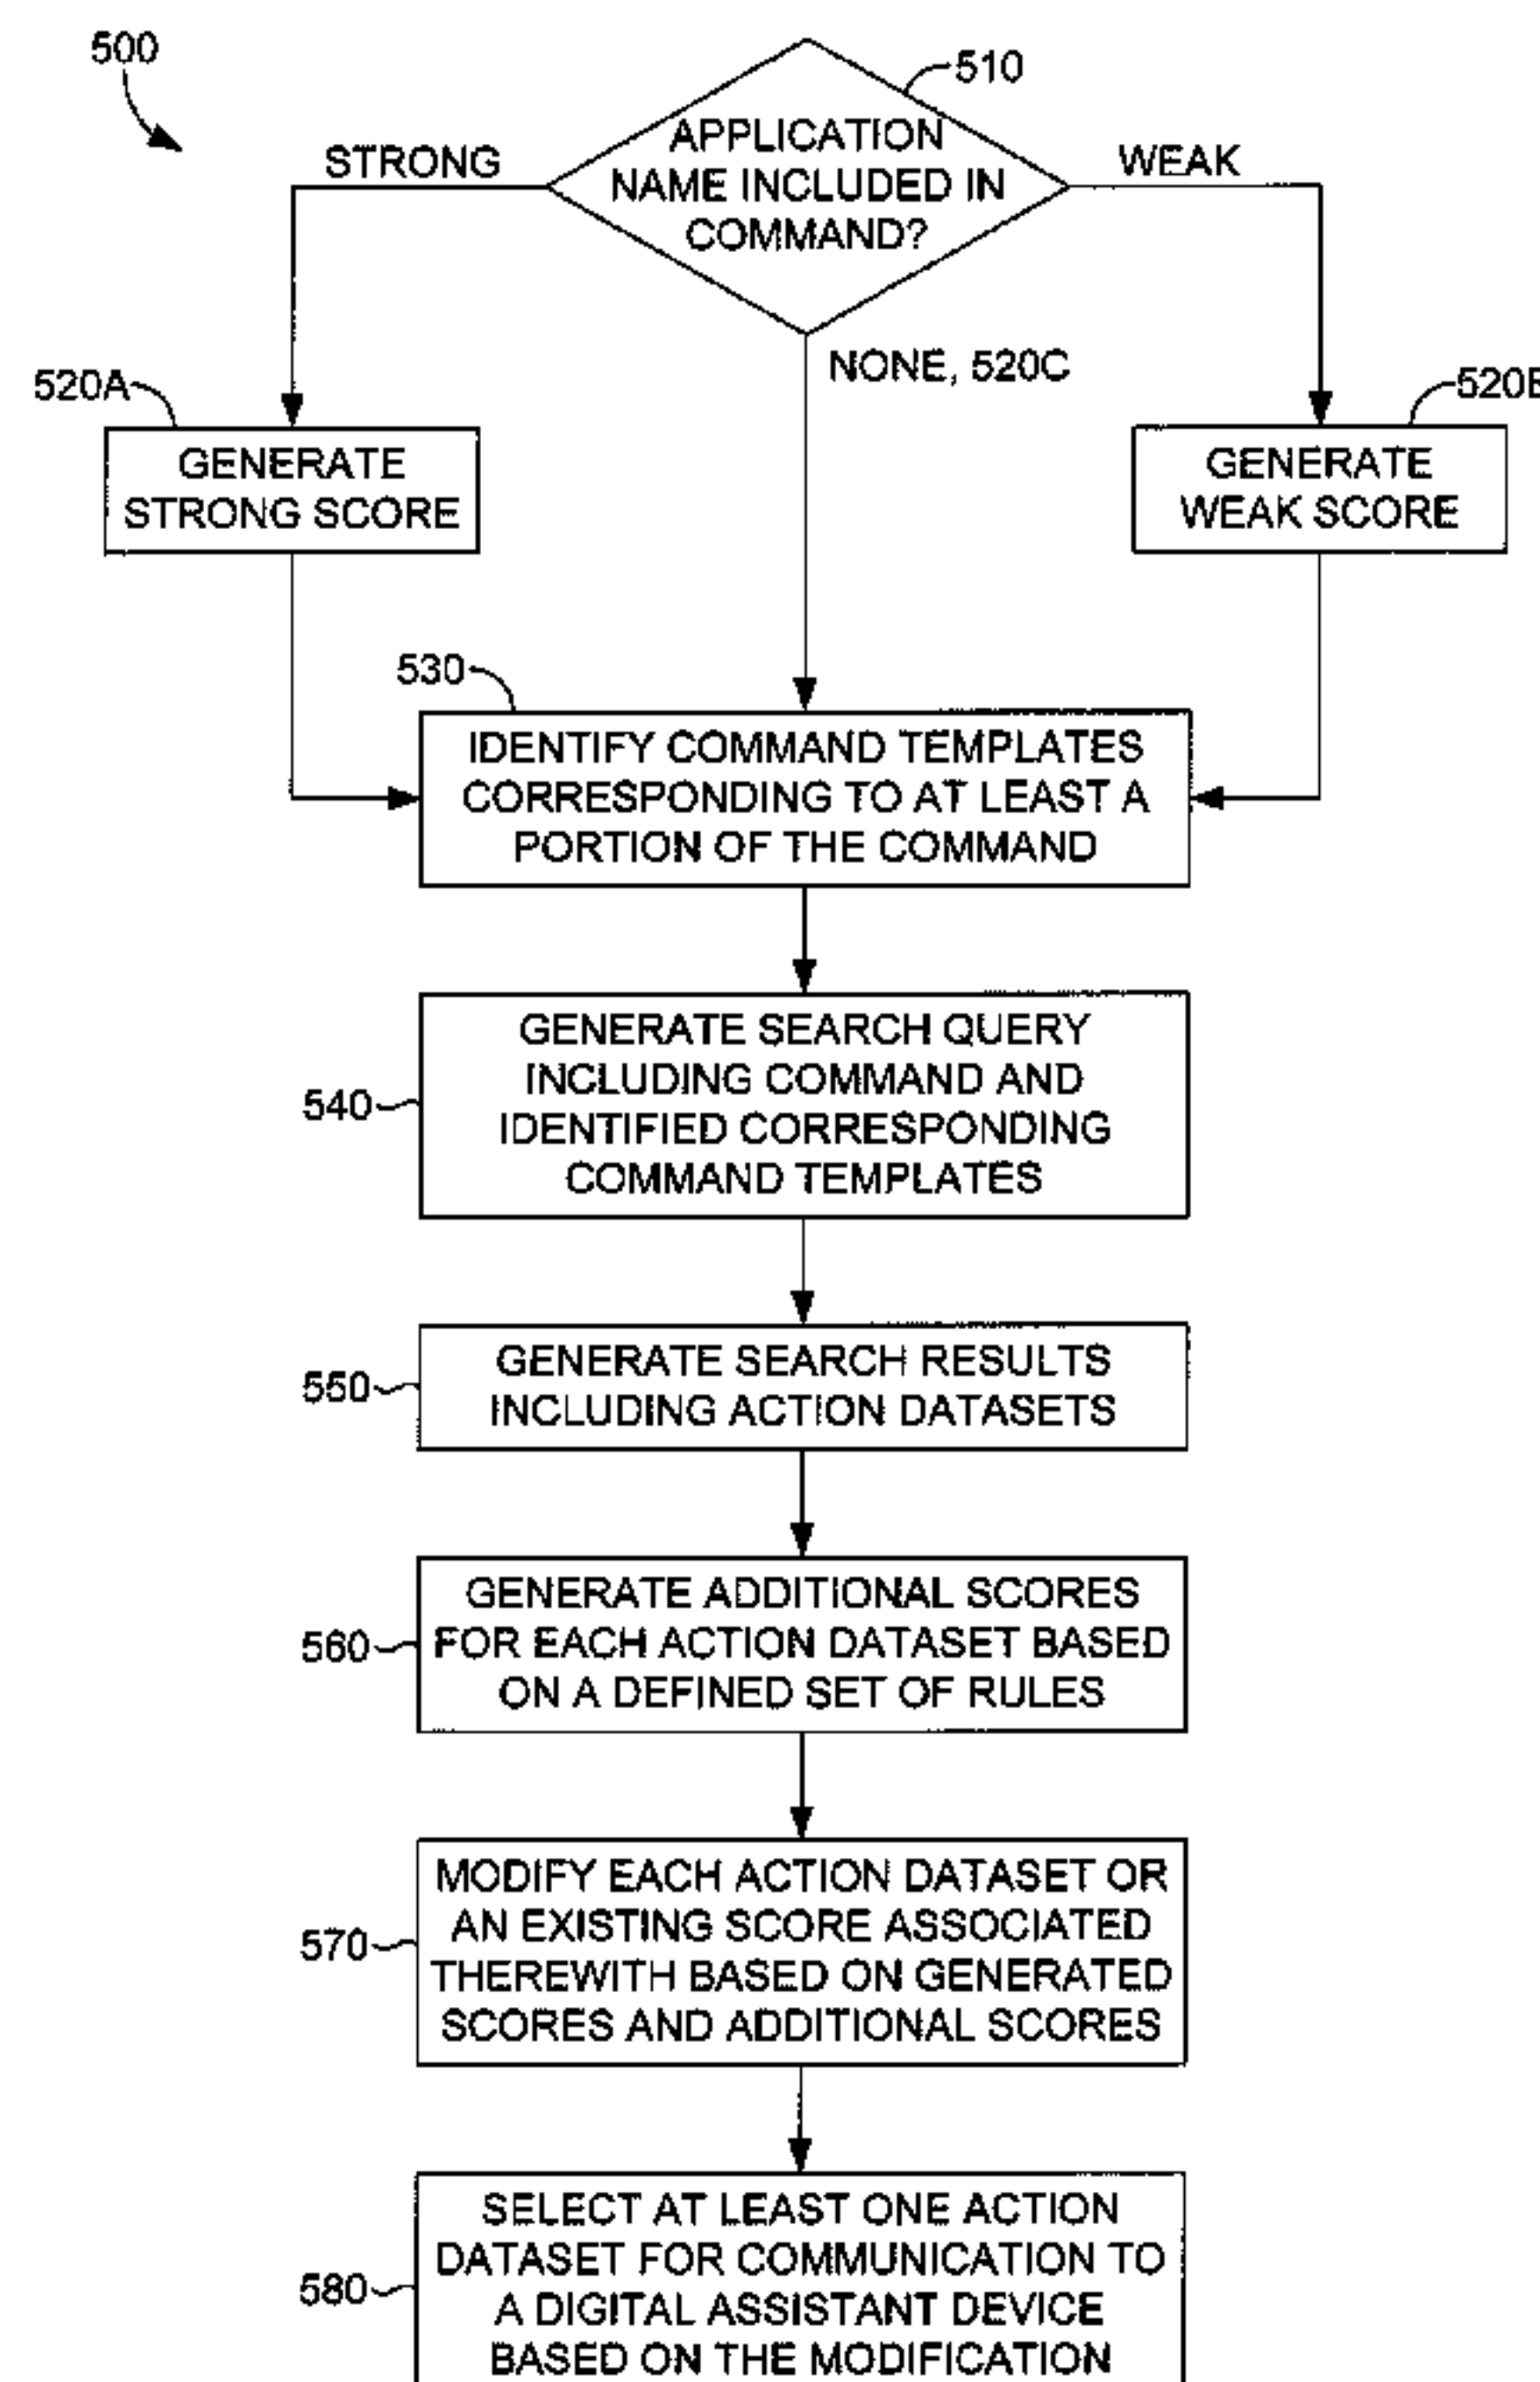 500
510
APPLICATION
NAME INCLUDED IN
COMMAND?
STRONG
WEAK
NONE, 520C
520A
GENERATE
STRONG SCORE
520B
GENERATE
WEAK SCORE
530
IDENTIFY COMMAND TEMPLATES
CORRESPONDING TO AT LEAST A
PORTION OF THE COMMAND
540
GENERATE SEARCH QUERY
INCLUDING COMMAND AND
IDENTIFIED CORRESPONDING
COMMAND TEMPLATES
550
GENERATE SEARCH RESULTS
INCLUDING ACTION DATASETS
560
GENERATE ADDITIONAL SCORES
FOR EACH ACTION DATASET BASED
ON A DEFINED SET OF RULES
570
MODIFY EACH ACTION DATASET OR
AN EXISTING SCORE ASSOCIATED
THEREWITH BASED ON GENERATED
SCORES AND ADDITIONAL SCORES
580
SELECT AT LEAST ONE ACTION
DATASET FOR COMMUNICATION TO
A DIGITAL ASSISTANT DEVICE
BASED ON THE MODIFICATION